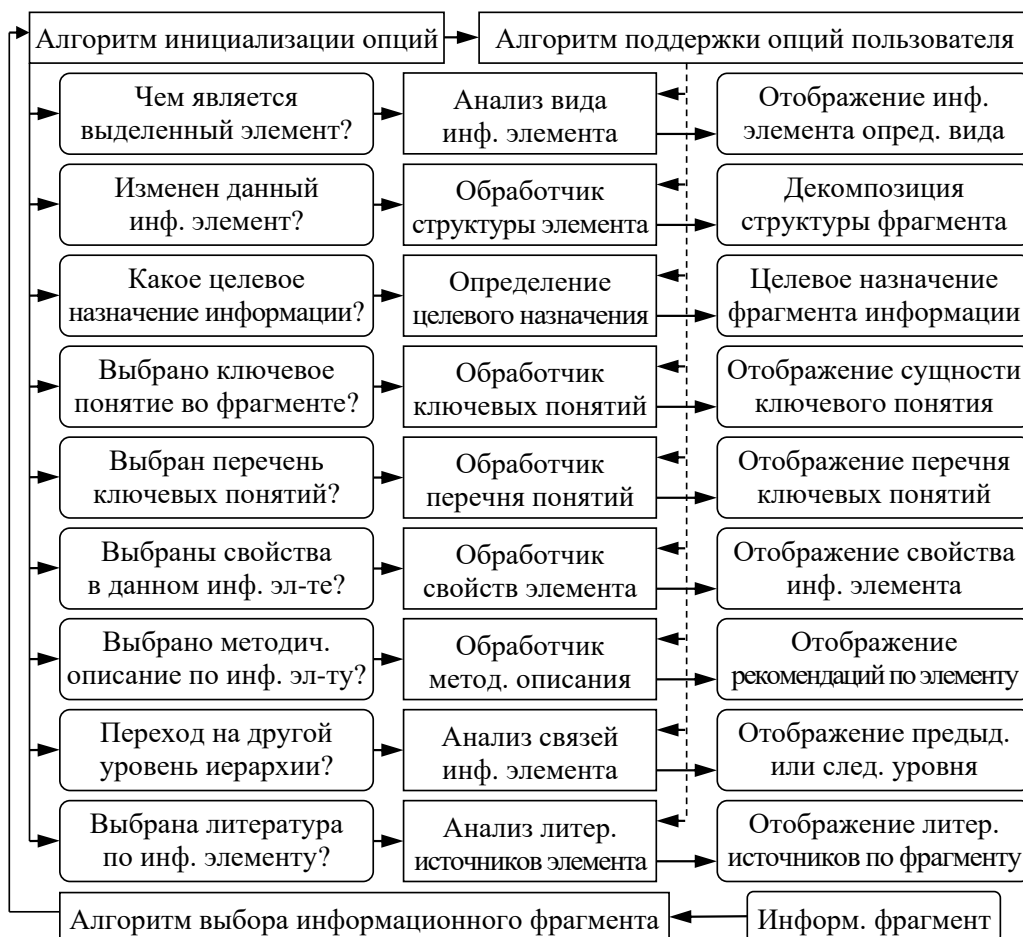 Алгоритм инициализации опций
Алгоритм поддержки опций пользователя
Чем является
выделенный элемент?
Анализ вида
инф. элемента
Отображение инф.
элемента опред. вида
Изменен данный
инф. элемент?
Обработчик
структуры элемента
Декомпозиция
структуры фрагмента
Какое целевое
назначение информации?
Определение
целевого назначения
Целевое назначение
фрагмента информации
Выбрано ключевое
понятие во фрагменте?
Обработчик
ключевых понятий
Отображение сущности
ключевого понятия
Выбран перечень
ключевых понятий?
Обработчик
перечня понятий
Отображение перечня
ключевых понятий
Выбраны свойства
в данном инф. эл-те?
Обработчик
свойств элемента
Отображение свойства
инф. элемента
Выбрано методич.
описание по инф. эл-ту?
Обработчик
метод. описания
Отображение
рекомендаций по элементу
Переход на другой
уровень иерархии?
Анализ связей
инф. элемента
Отображение предыд.
или след. уровня
Выбрана литература
по инф. элементу?
Анализ литер.
источников элемента
Отображение литер.
источников по фрагменту
Алгоритм выбора информационного фрагмента
Информ. фрагмент